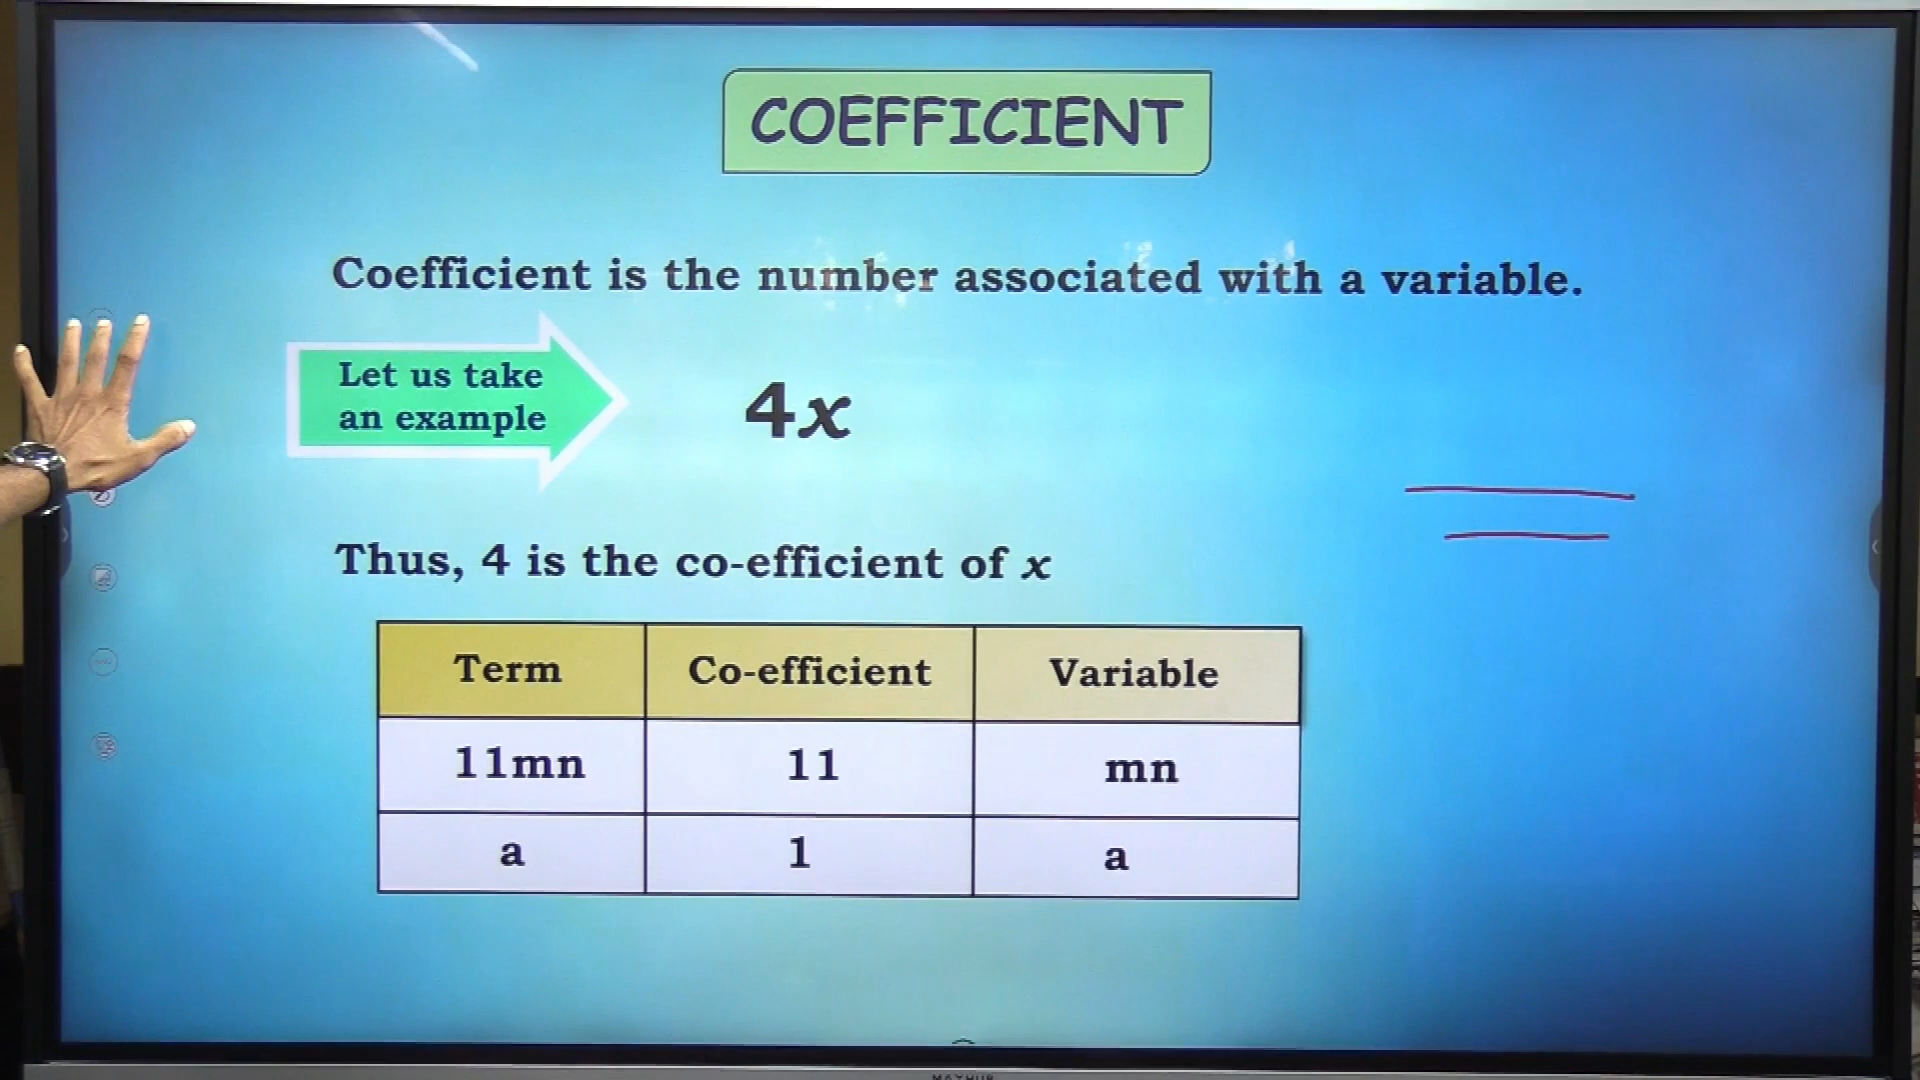 COEFFICIENT
Coefficient is the number associated with a variable.
Let us take
an example
4x
Thus, 4 is the co-efficient of x
Term Co-efficient Variable
11mn 11 mn
a 1 a